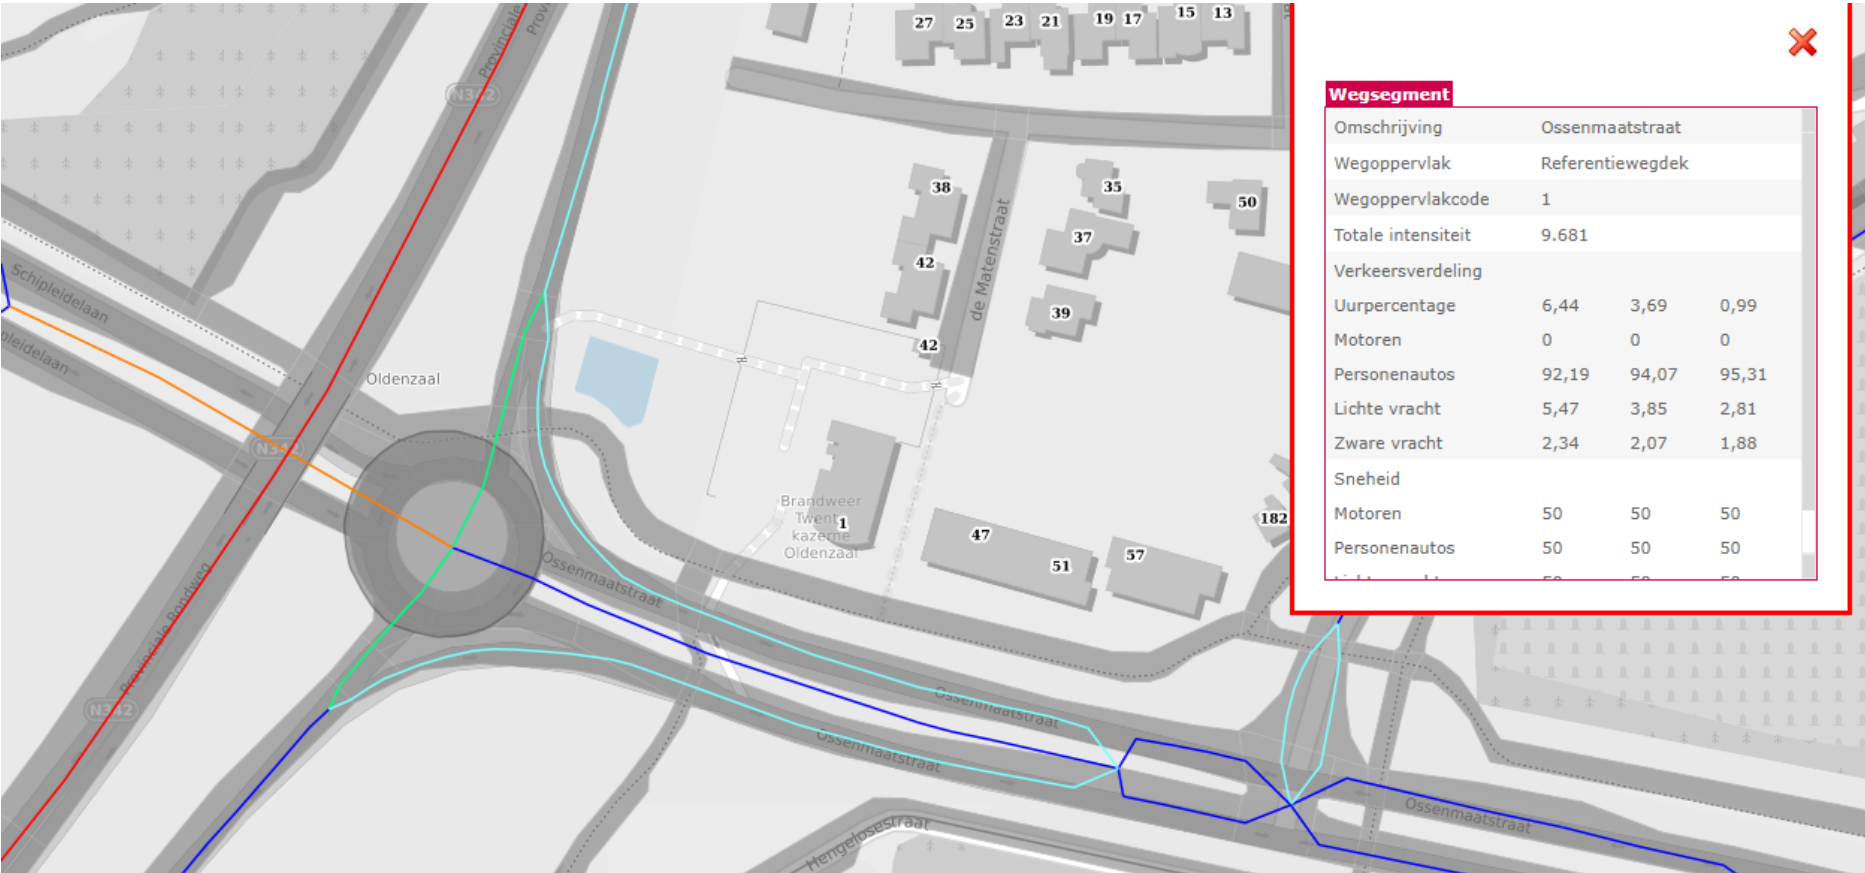 27 25 23 21 19 17 15 13
Provinciale
N342
38
35
50
37
42
de Matenstraat
39
42
Schipleidelaan
Oldenzaal
N342
Brandweer
Twente
kazerne
Oldenzaal
1
47
51
57
182
Ossenmaatstraat
Provinciale Rondweg
N342
Ossenmaatstraat
Ossenmaatstraat
Ossenmaatstraat
Hengelosestraat
Wegsegment
Omschrijving Ossenmaatstraat
Wegoppervlak Referentiewegdek
Wegoppervlakcode 1
Totale intensiteit 9.681
Verkeersverdeling
Uurpercentage 6,44 3,69 0,99
Motoren 0 0 0
Personenautos 92,19 94,07 95,31
Lichte vracht 5,47 3,85 2,81
Zware vracht 2,34 2,07 1,88
Sneheid
Motoren 50 50 50
Personenautos 50 50 50